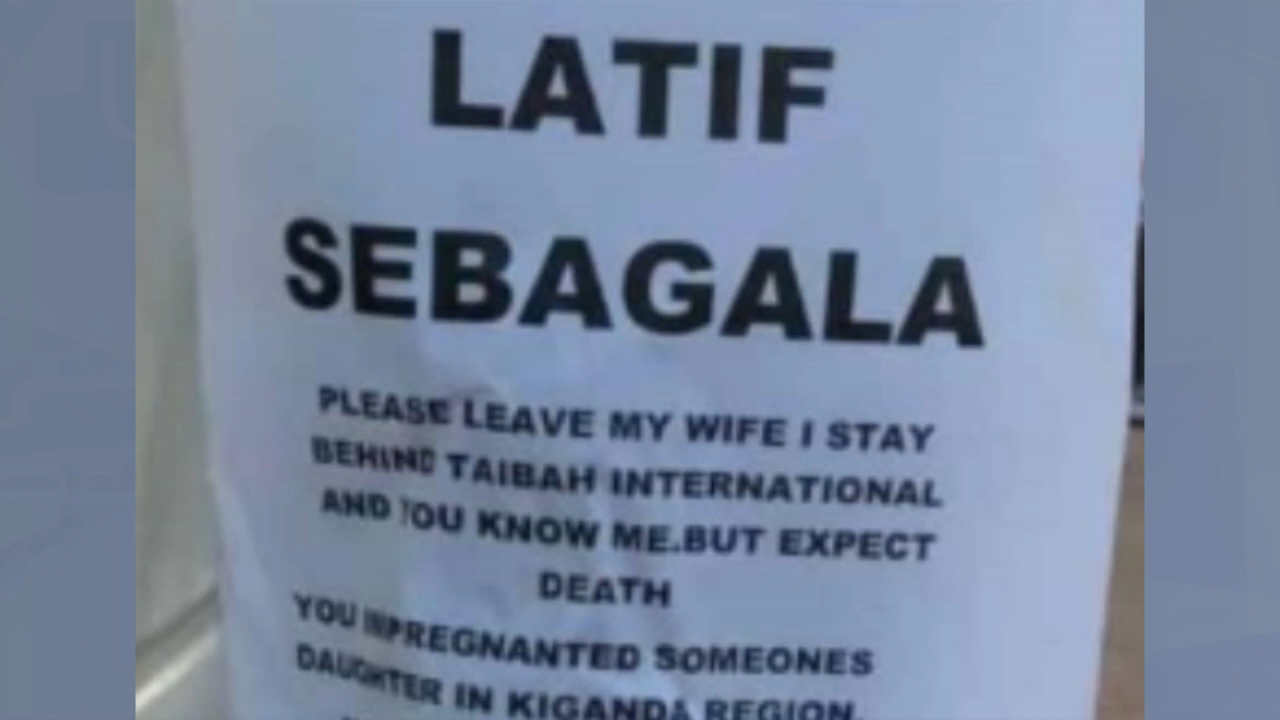 LATIF
SEBAGALA
PLEASE LEAVE MY WIFE I STAY
BEHIND TAIBAH INTERNATIONAL
AND YOU KNOW ME.BUT EXPECT
DEATH
YOU INPREGNANTED SOMEONES
DAUGHTER IN KIGANDA REGION.